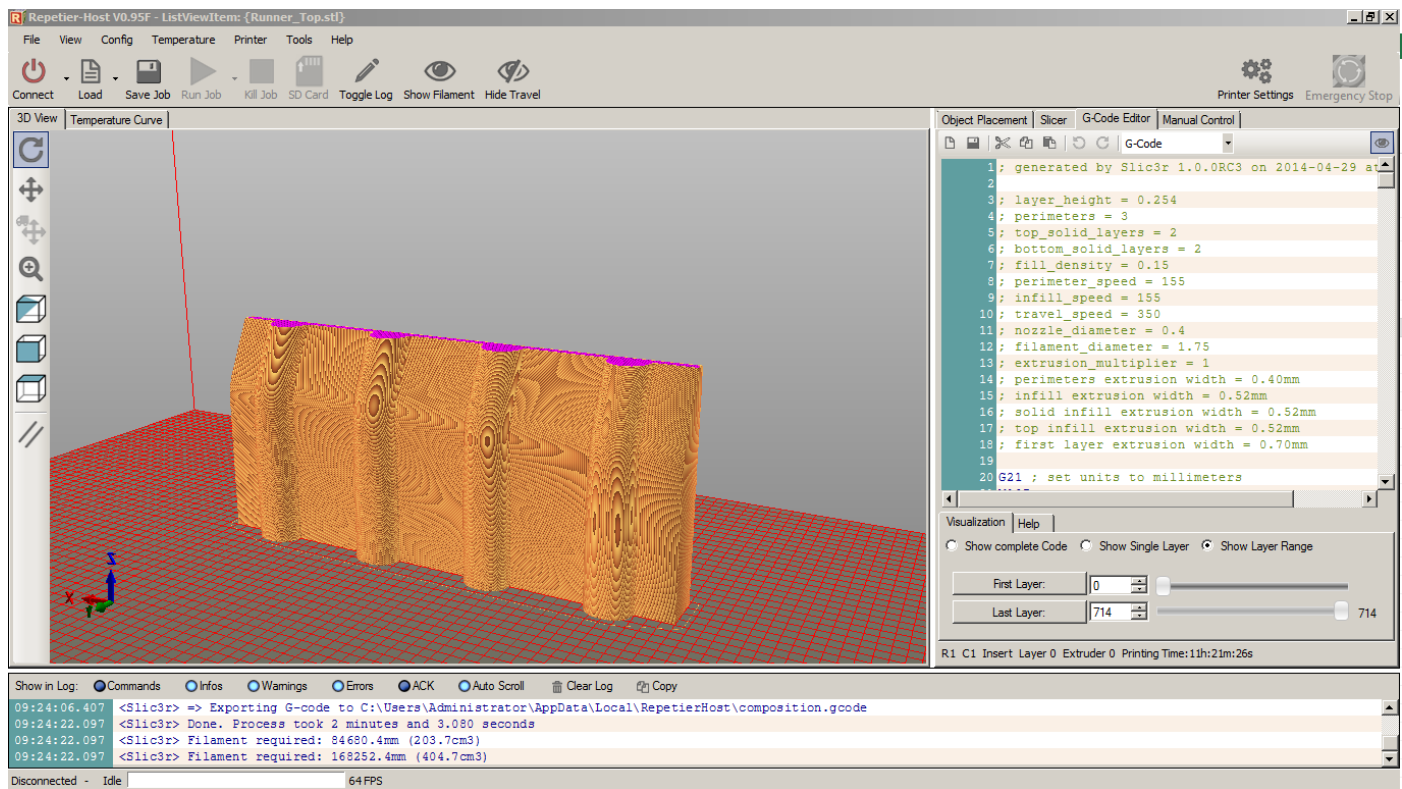 Repetier-Host V0.95F - ListViewItem: {Runner_Top.stl}
File View Config Temperature Printer Tools Help
Connect Load Save Job Run Job Kill Job SD Card Toggle Log Show Filament Hide Travel Printer Settings Emergency Stop
3D View Temperature Curve
Object Placement Slicer G-Code Editor Manual Control
G-Code
1 ; generated by Slic3r 1.0.0RC3 on 2014-04-29 at
2
3 ; layer_height = 0.254
4 ; perimeters = 3
5 ; top_solid_layers = 2
6 ; bottom_solid_layers = 2
7 ; fill_density = 0.15
8 ; perimeter_speed = 155
9 ; infill_speed = 155
10 ; travel_speed = 350
11 ; nozzle_diameter = 0.4
12 ; filament_diameter = 1.75
13 ; extrusion_multiplier = 1
14 ; perimeters extrusion width = 0.40mm
15 ; infill extrusion width = 0.52mm
16 ; solid infill extrusion width = 0.52mm
17 ; top infill extrusion width = 0.52mm
18 ; first layer extrusion width = 0.70mm
19
20 G21 ; set units to millimeters
Visualization Help
Show complete Code Show Single Layer Show Layer Range
First Layer: 0
Last Layer: 714 714
R1 C1 Insert Layer 0 Extruder 0 Printing Time:11h:21m:26s
Z
X
Y
Show in Log: Commands Infos Warnings Errors ACK Auto Scroll Clear Log Copy
09:24:06.407 <Slic3r> => Exporting G-code to C:\Users\Administrator\AppData\Local\RepetierHost\composition.gcode
09:24:22.097 <Slic3r> Done. Process took 2 minutes and 3.080 seconds
09:24:22.097 <Slic3r> Filament required: 84680.4mm (203.7cm3)
09:24:22.097 <Slic3r> Filament required: 168252.4mm (404.7cm3)
Disconnected - Idle 64 FPS